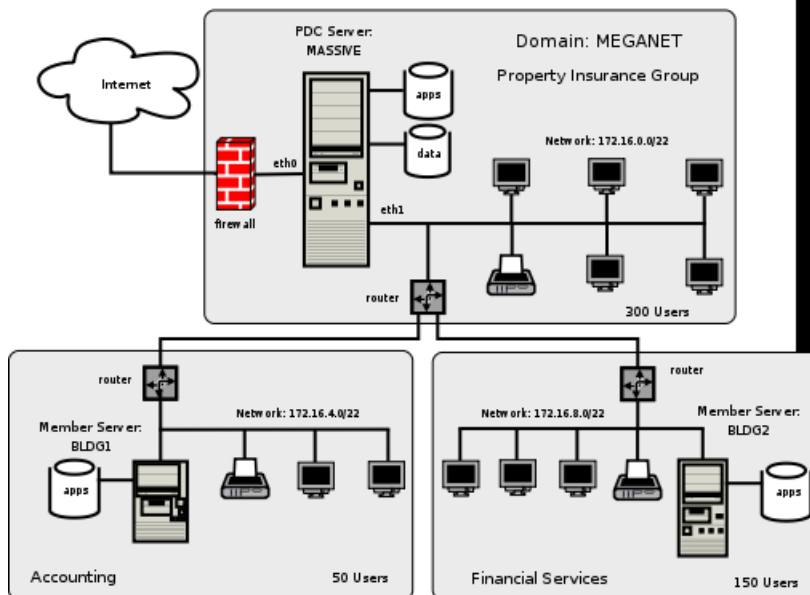 PDC Server:
MASSIVE
Domain: MEGANET
Property Insurance Group
Internet
apps
data
Network: 172.16.0.0/22
eth0
eth1
firewall
router
300 Users
router
Network: 172.16.4.0/22
Member Server:
BLDG1
apps
Accounting
50 Users
router
Network: 172.16.8.0/22
Member Server:
BLDG2
apps
Financial Services
150 Users